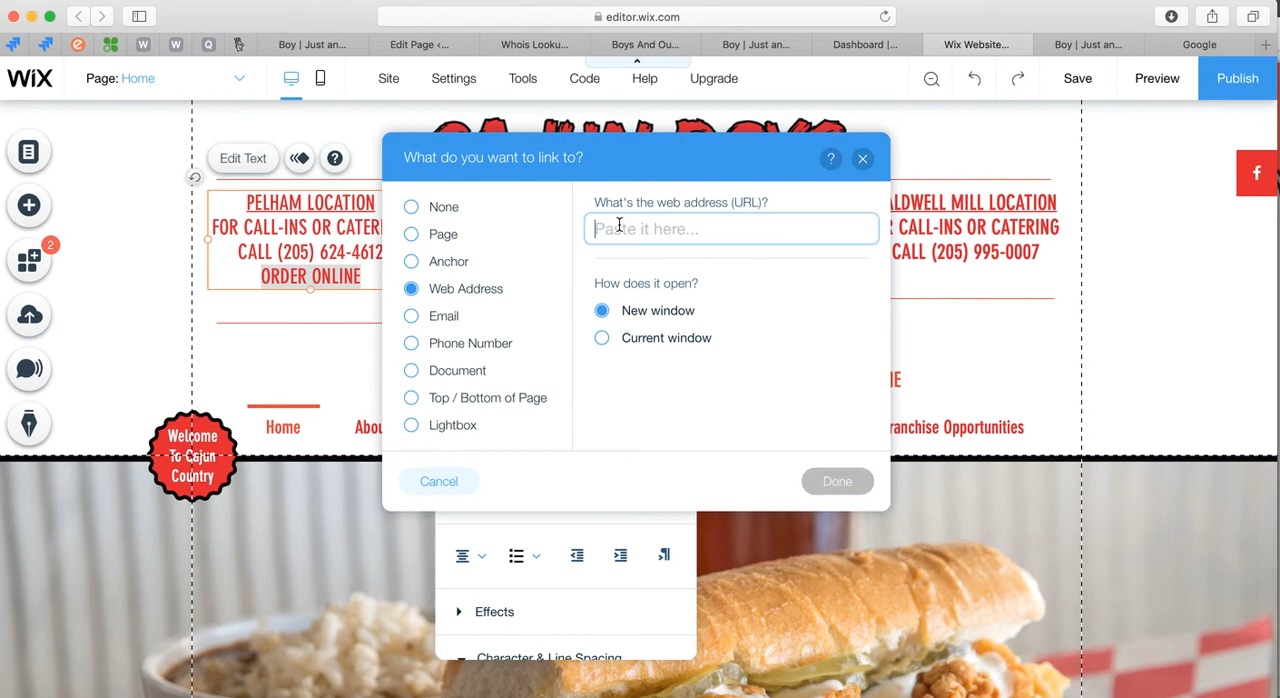 editor.wix.com
W
W
Q
Boy | Just an...
Edit Page ‹...
Whois Looku...
Boys And Ou...
Boy | Just an...
Dashboard |...
Wix Website...
Boy | Just an...
Google
WiX
Page: Home
Site
Settings
Tools
Code
Help
Upgrade
Save
Preview
Publish
CAJUN BOYS
Edit Text
What do you want to link to?
PELHAM LOCATION
FOR CALL-INS OR CATERI
CALL (205) 624-4612
ORDER ONLINE
ALDWELL MILL LOCATION
R CALL-INS OR CATERING
CALL (205) 995-0007
2
f
None
Page
Anchor
Web Address
Email
Phone Number
Document
Top / Bottom of Page
Lightbox
What's the web address (URL)?
Paste it here...
How does it open?
New window
Current window
Cancel
Done
NE
Home
Abou
ranchise Opportunities
Welcome
To Cajun
Country
Effects
Character & Line Spacing